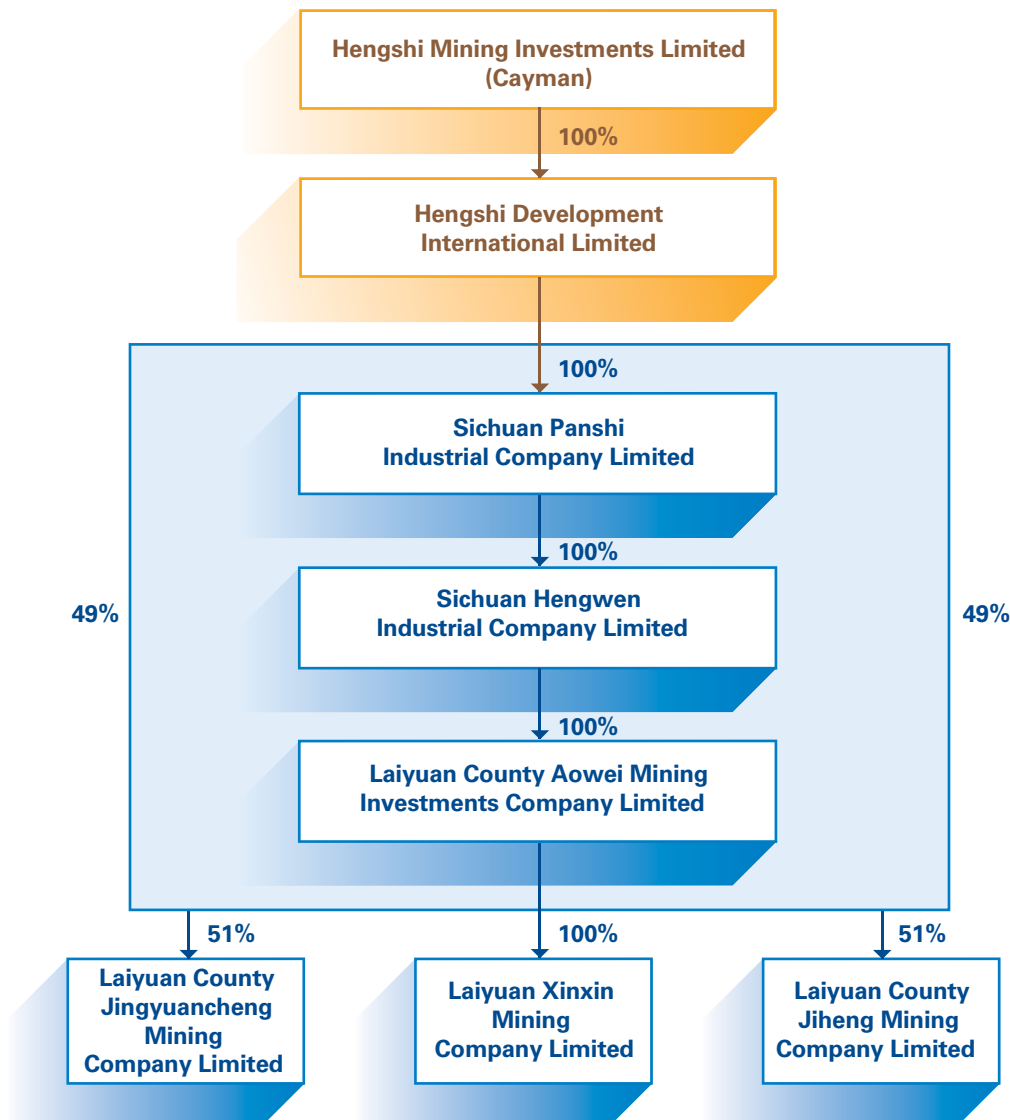 Hengshi Mining Investments Limited
(Cayman)
100%
Hengshi Development
International Limited
100%
Sichuan Panshi
Industrial Company Limited
100%
49%
Sichuan Hengwen
Industrial Company Limited
49%
100%
Laiyuan County Aowei Mining
Investments Company Limited
51%
100%
51%
Laiyuan County
Jingyuancheng
Mining
Company Limited
Laiyuan Xinxin
Mining
Company Limited
Laiyuan County
Jiheng Mining
Company Limited